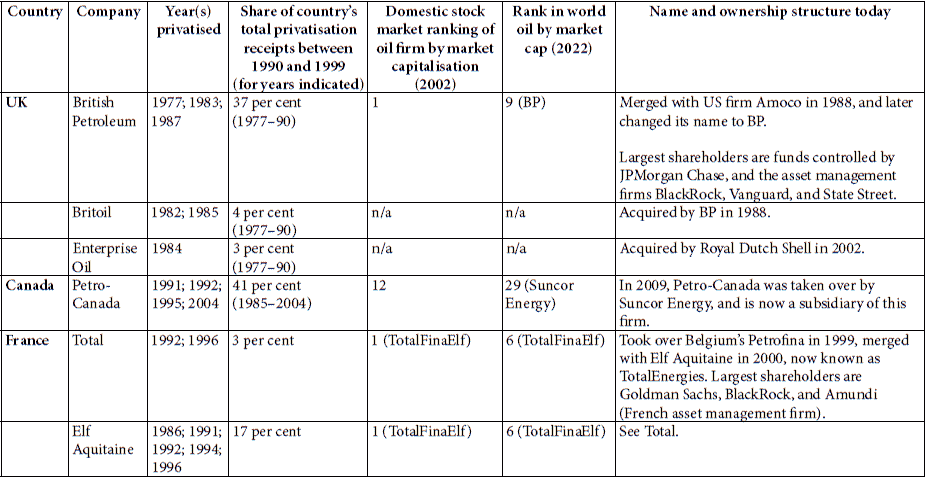 Country
Company
Year(s)
privatised
Share of country's
total privatisation
receipts between
1990 and 1999
(for years indicated)
Domestic stock
market ranking of
oil firm by market
capitalisation
(2002)
Rank in world
oil by market
cap (2022)
Name and ownership structure today
UK
British
Petroleum
1977; 1983;
1987
37 per cent
(1977–90)
1
9 (BP)
Merged with US firm Amoco in 1988, and later
changed its name to BP.
Largest shareholders are funds controlled by
JPMorgan Chase, and the asset management
firms BlackRock, Vanguard, and State Street.
Britoil
1982; 1985
4 per cent
(1977–90)
n/a
n/a
Acquired by BP in 1988.
Enterprise
Oil
1984
3 per cent
(1977–90)
n/a
n/a
Acquired by Royal Dutch Shell in 2002.
Canada
Petro-
Canada
1991; 1992;
1995; 2004
41 per cent
(1985–2004)
12
29 (Suncor
Energy)
In 2009, Petro-Canada was taken over by
Suncor Energy, and is now a subsidiary of this
firm.
France
Total
1992; 1996
3 per cent
1 (TotalFinaElf)
6 (TotalFinaElf)
Took over Belgium's Petrofina in 1999, merged
with Elf Aquitaine in 2000, now known as
TotalEnergies. Largest shareholders are
Goldman Sachs, BlackRock, and Amundi
(French asset management firm).
Elf
Aquitaine
1986; 1991;
1992; 1994;
1996
17 per cent
1 (TotalFinaElf)
6 (TotalFinaElf)
See Total.